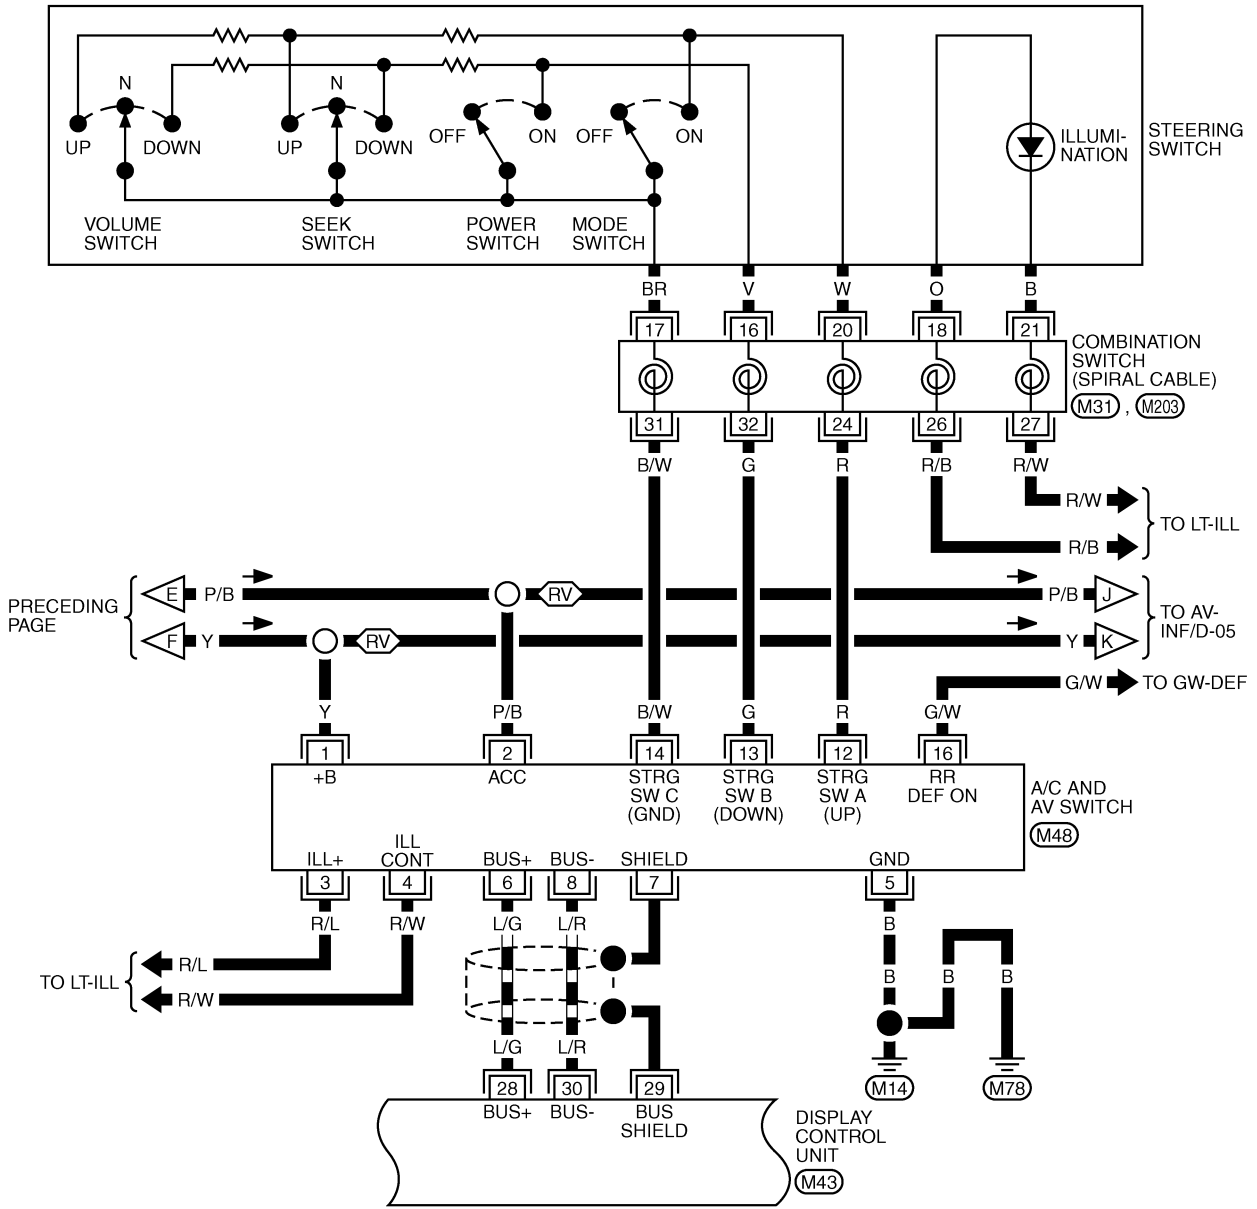 N
N
UP
DOWN
UP
DOWN
OFF
ON
OFF
ON
ILLUMI-
NATION
STEERING
SWITCH
VOLUME
SWITCH
SEEK
SWITCH
POWER
SWITCH
MODE
SWITCH
BR
V
W
O
B
17
16
20
18
21
COMBINATION
SWITCH
(SPIRAL CABLE)
M31 , M203
31
32
24
26
27
B/W
G
R
R/B
R/W
R/W
R/B
TO LT-ILL
PRECEDING
PAGE
E
P/B
RV
P/B
J
F
Y
RV
Y
K
TO AV-
INF/D-05
G/W
TO GW-DEF
Y
P/B
B/W
G
R
G/W
1
2
14
13
12
16
+B
ACC
STRG
SW C
(GND)
STRG
SW B
(DOWN)
STRG
SW A
(UP)
RR
DEF ON
A/C AND
AV SWITCH
M48
ILL+
ILL
CONT
BUS+
BUS-
SHIELD
GND
3
4
6
8
7
5
R/L
R/W
L/G
L/R
B
R/L
R/W
TO LT-ILL
B
B
B
L/G
L/R
28
30
29
M14
M78
BUS+
BUS-
BUS
SHIELD
DISPLAY
CONTROL
UNIT
M43